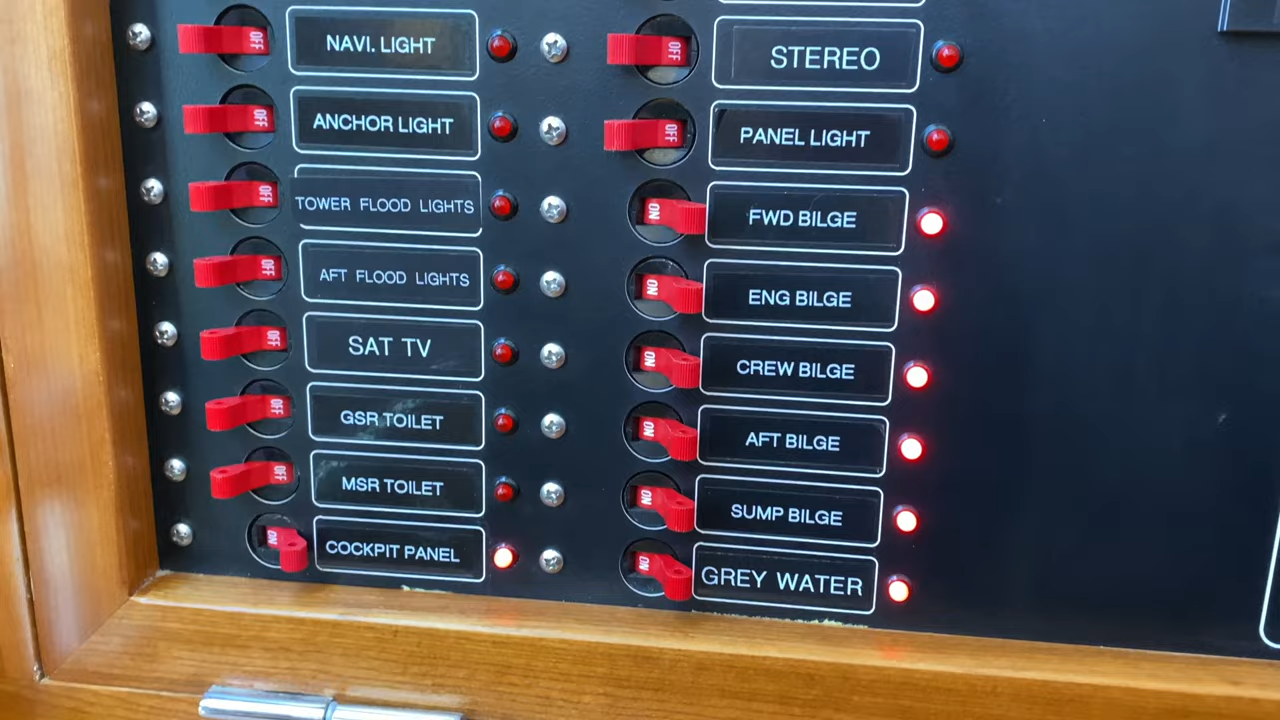 OFF NAVI. LIGHT
OFF ANCHOR LIGHT
OFF TOWER FLOOD LIGHTS
OFF AFT FLOOD LIGHTS
OFF SAT TV
OFF GSR TOILET
OFF MSR TOILET
ON COCKPIT PANEL
OFF STEREO
OFF PANEL LIGHT
ON FWD BILGE
ON ENG BILGE
ON CREW BILGE
ON AFT BILGE
ON SUMP BILGE
ON GREY WATER